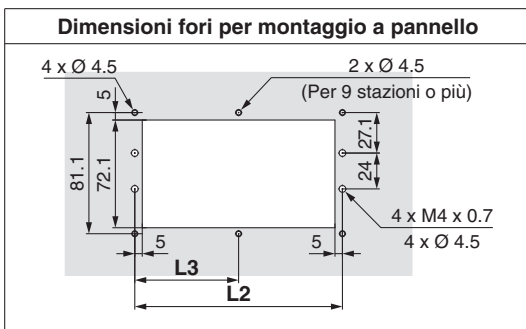 Dimensioni fori per montaggio a pannello
4 x Ø 4.5
2 x Ø 4.5
(Per 9 stazioni o più)
5
27.1
81.1
72.1
24
4 x M4 x 0.7
4 x Ø 4.5
5
5
L3
L2